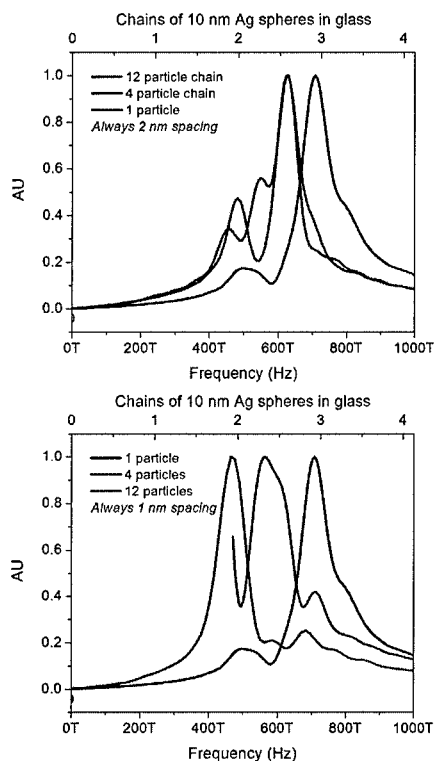 Chains of 10 nm Ag spheres in glass
0 1 2 3 4
12 particle chain
4 particle chain
1 particle
Always 2 nm spacing
AU
1.0
0.8
0.6
0.4
0.2
0.0
0T 200T 400T 600T 800T 1000T
Frequency (Hz)
Chains of 10 nm Ag spheres in glass
0 1 2 3 4
1 particle
4 particles
12 particles
Always 1 nm spacing
AU
1.0
0.8
0.6
0.4
0.2
0.0
0T 200T 400T 600T 800T 1000T
Frequency (Hz)